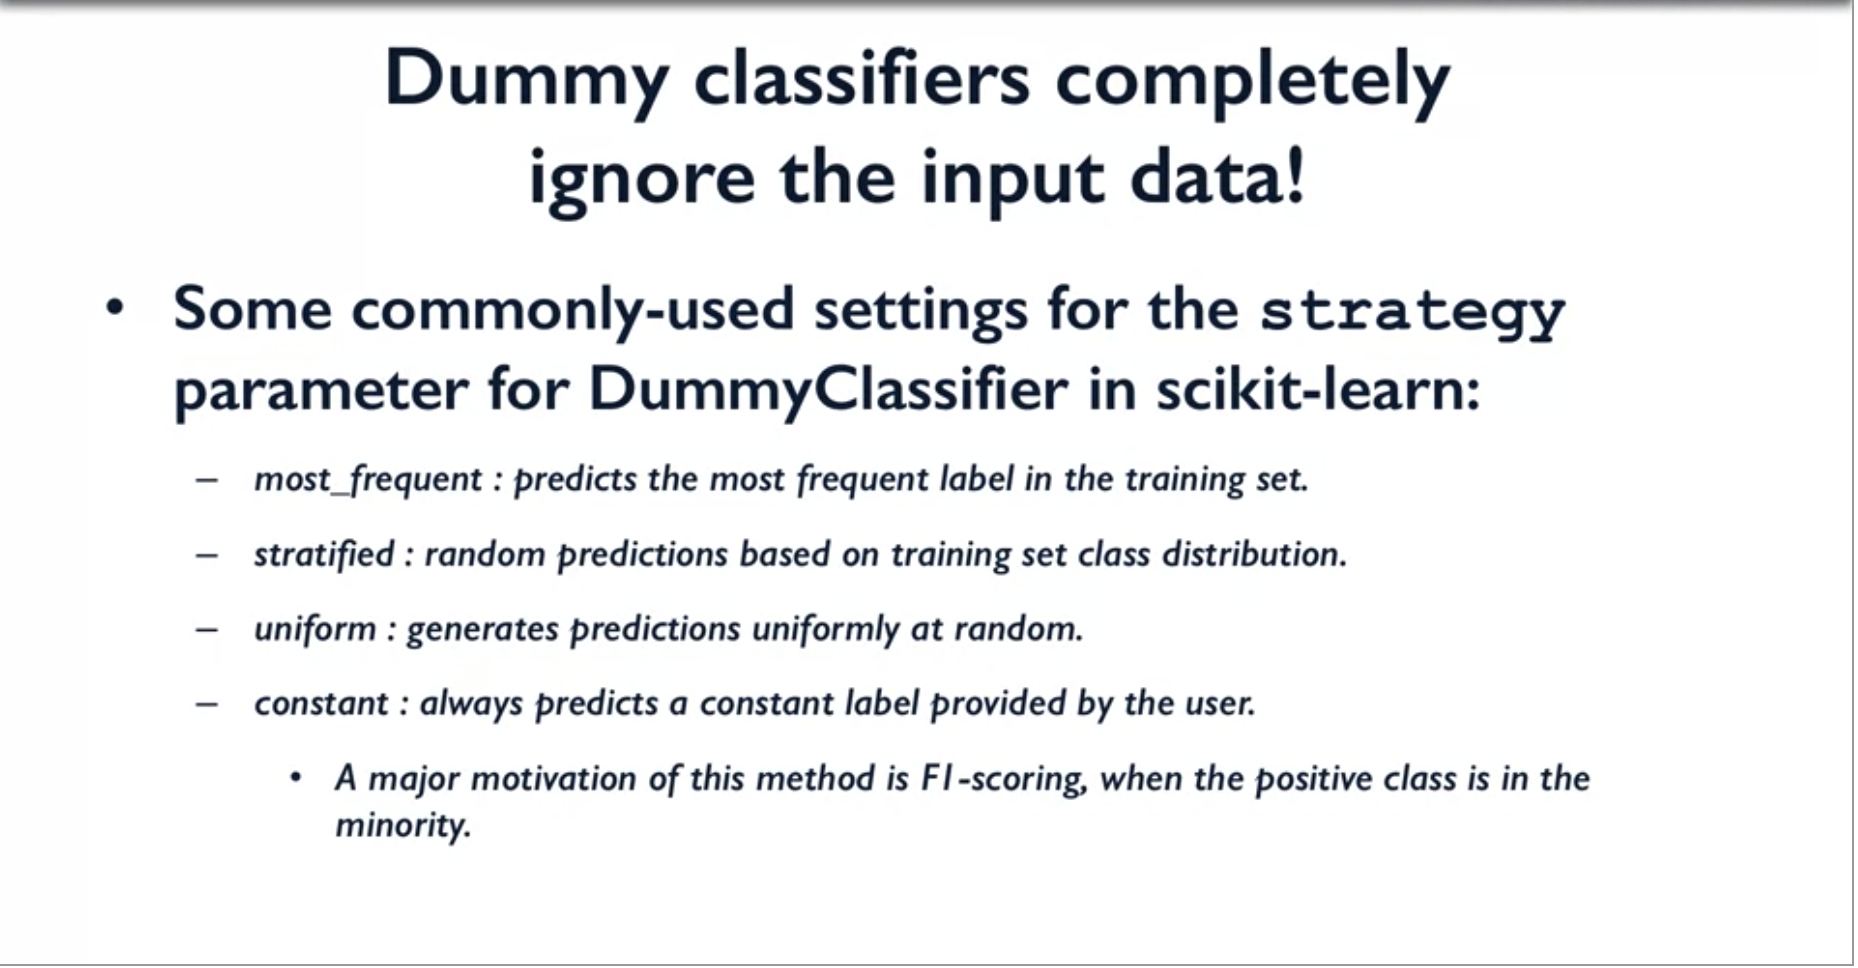 Dummy classifiers completely
ignore the input data!
• Some commonly-used settings for the strategy
parameter for DummyClassifier in scikit-learn:
– most_frequent : predicts the most frequent label in the training set.
– stratified : random predictions based on training set class distribution.
– uniform : generates predictions uniformly at random.
– constant : always predicts a constant label provided by the user.
• A major motivation of this method is F1-scoring, when the positive class is in the
minority.